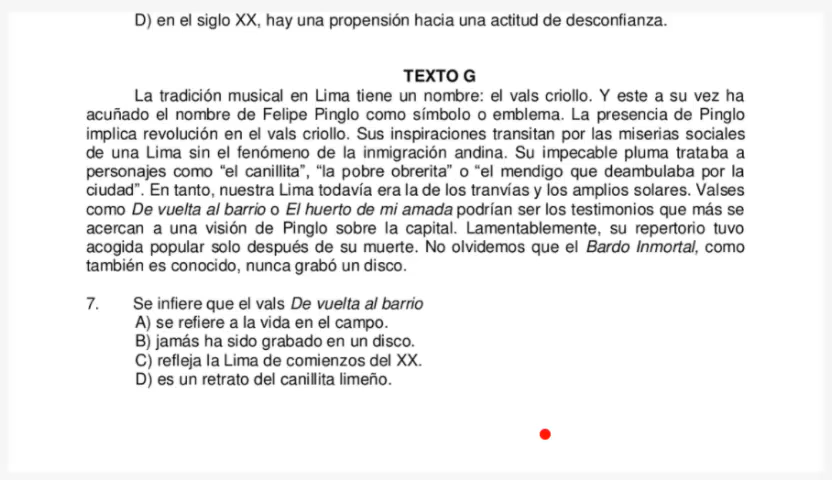 D) en el siglo XX, hay una propensión hacia una actitud de desconfianza.
TEXTO G
La tradición musical en Lima tiene un nombre: el vals criollo. Y este a su vez ha
acuñado el nombre de Felipe Pinglo como símbolo o emblema. La presencia de Pinglo
implica revolución en el vals criollo. Sus inspiraciones transitan por las miserias sociales
de una Lima sin el fenómeno de la inmigración andina. Su impecable pluma trataba a
personajes como “el canillita”, “la pobre obrerita” o “el mendigo que deambulaba por la
ciudad”. En tanto, nuestra Lima todavía era la de los tranvías y los amplios solares. Valses
como De vuelta al barrio o El huerto de mi amada podrían ser los testimonios que más se
acercan a una visión de Pinglo sobre la capital. Lamentablemente, su repertorio tuvo
acogida popular solo después de su muerte. No olvidemos que el Bardo Inmortal, como
también es conocido, nunca grabó un disco.
7. Se infiere que el vals De vuelta al barrio
A) se refiere a la vida en el campo.
B) jamás ha sido grabado en un disco.
C) refleja la Lima de comienzos del XX.
D) es un retrato del canillita limeño.